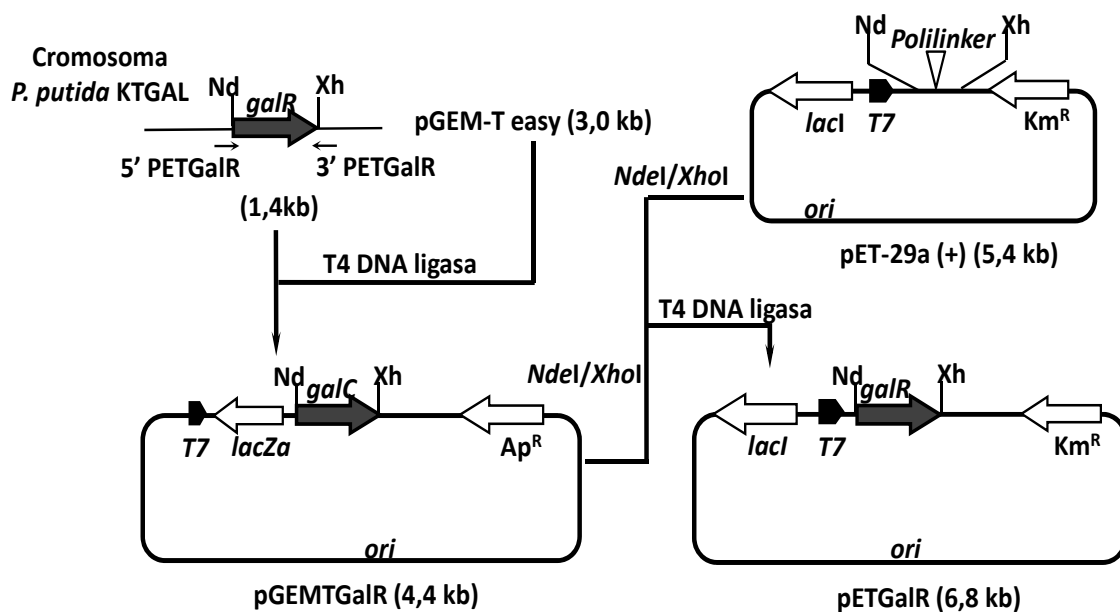 Cromosoma
P. putida KTGAL
Nd
galR
Xh
5' PETGalR
3' PETGalR
(1,4kb)
pGEM-T easy (3,0 kb)
T4 DNA ligasa
Nd
Polilinker
Xh
lacI
T7
Km^R
ori
pET-29a (+) (5,4 kb)
NdeI/XhoI
T4 DNA ligasa
NdeI/XhoI
Nd
galC
Xh
T7
lacZa
Ap^R
ori
pGEMTGalR (4,4 kb)
Nd
galR
Xh
lacI
T7
Km^R
ori
pETGalR (6,8 kb)